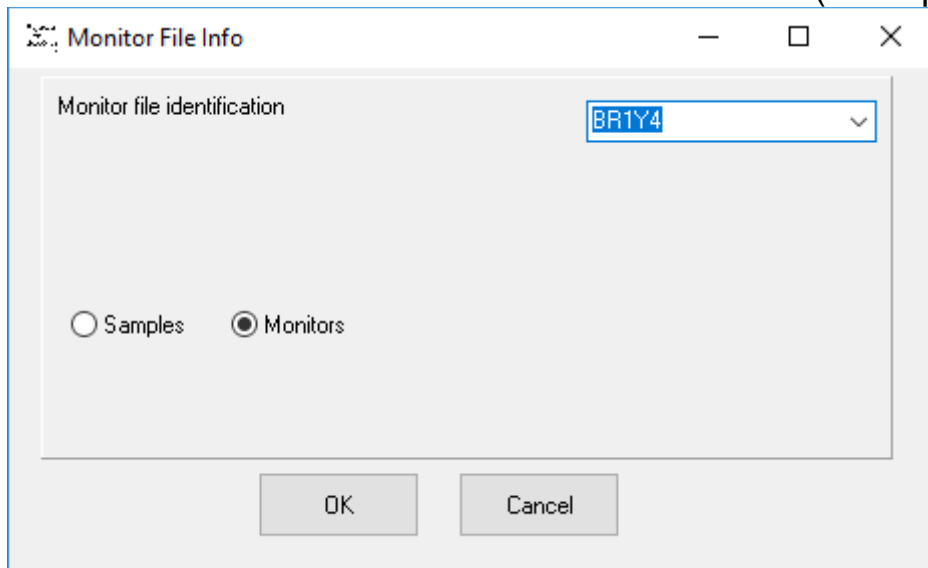 Monitor File Info
Monitor file identification
BR1Y4
Samples
Monitors
OK
Cancel